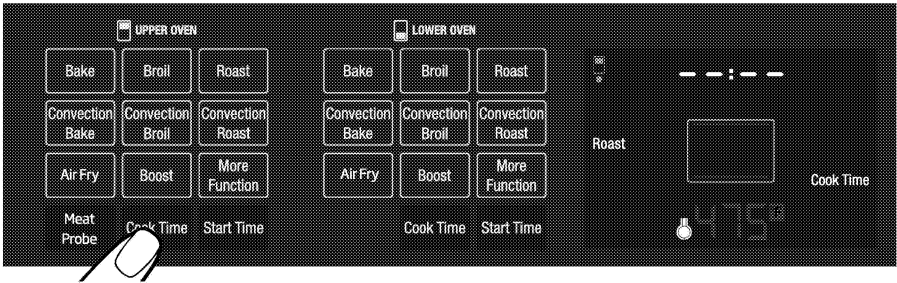 UPPER OVEN
Bake Broil Roast
Convection Bake
Convection Broil
Convection Roast
Air Fry Boost More Function
Meat Probe
Cook Time Start Time
LOWER OVEN
Bake Broil Roast
Convection Bake
Convection Broil
Convection Roast
Air Fry Boost More Function
Cook Time Start Time
--:--
Roast
Cook Time
475°